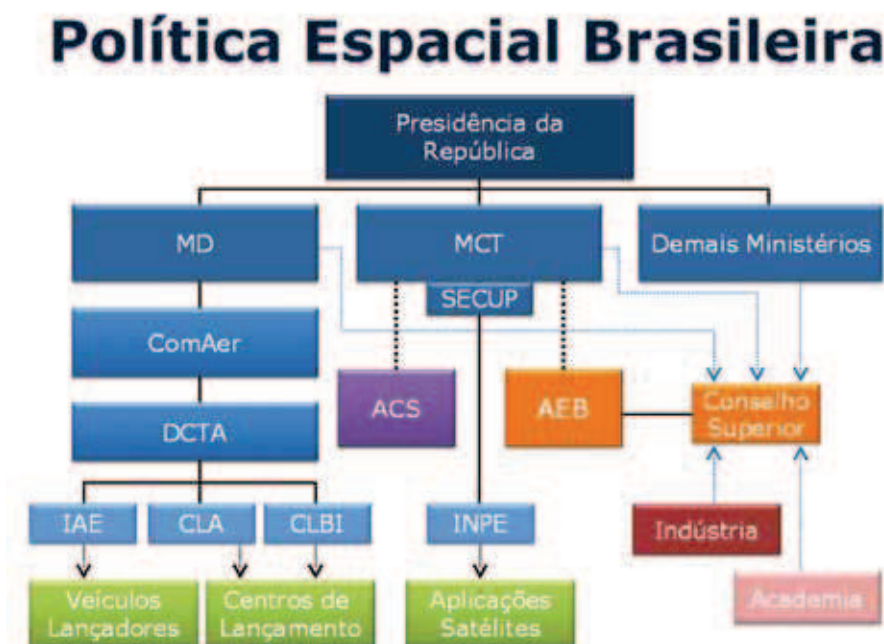 Política Espacial Brasileira
Presidência da
República
MD
MCT
Demais Ministérios
SECUP
ComAer
ACS
AEB
Conselho
Superior
DCTA
IAE
CLA
CLBI
INPE
Indústria
Veículos
Lançadores
Centros de
Lançamento
Aplicações
Satélites
Academia